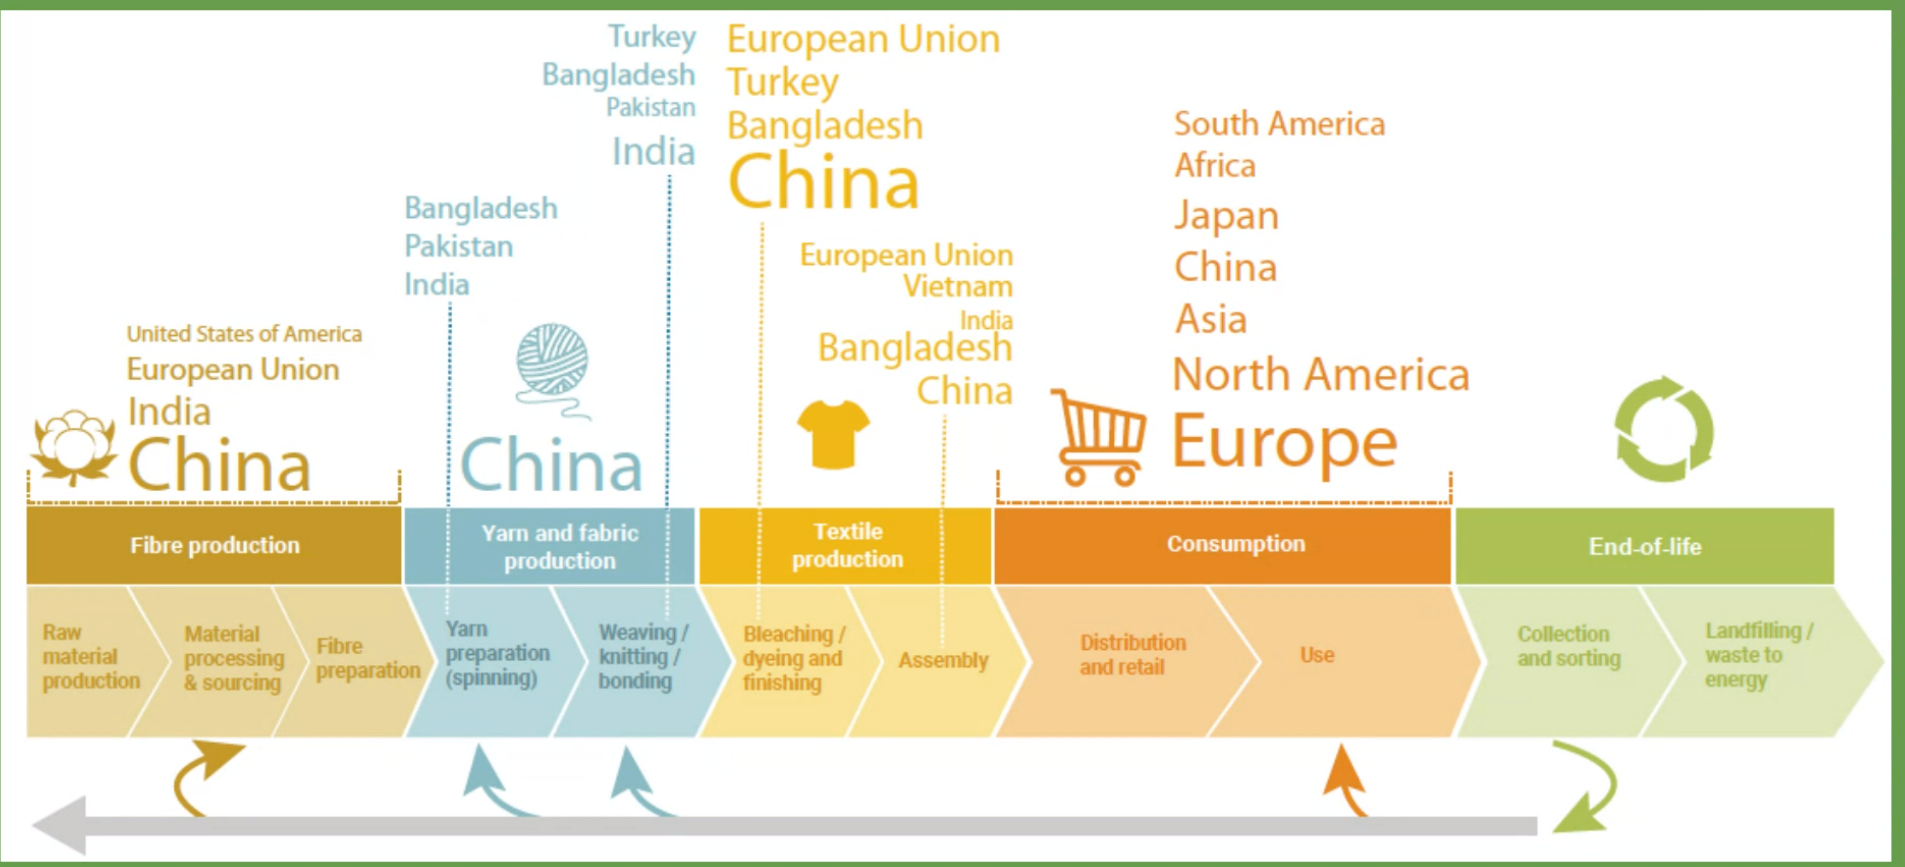 Turkey
Bangladesh
Pakistan
India
European Union
Turkey
Bangladesh
China
South America
Africa
Japan
China
Asia
North America
Europe
Bangladesh
Pakistan
India
European Union
Vietnam
India
Bangladesh
China
United States of America
European Union
India
China
China
Fibre production
Yarn and fabric
production
Textile
production
Consumption
End-of-life
Raw
material
production
Material
processing
& sourcing
Fibre
preparation
Yarn
preparation
(spinning)
Weaving /
knitting /
bonding
Bleaching /
dyeing and
finishing
Assembly
Distribution
and retail
Use
Collection
and sorting
Landfilling /
waste to
energy